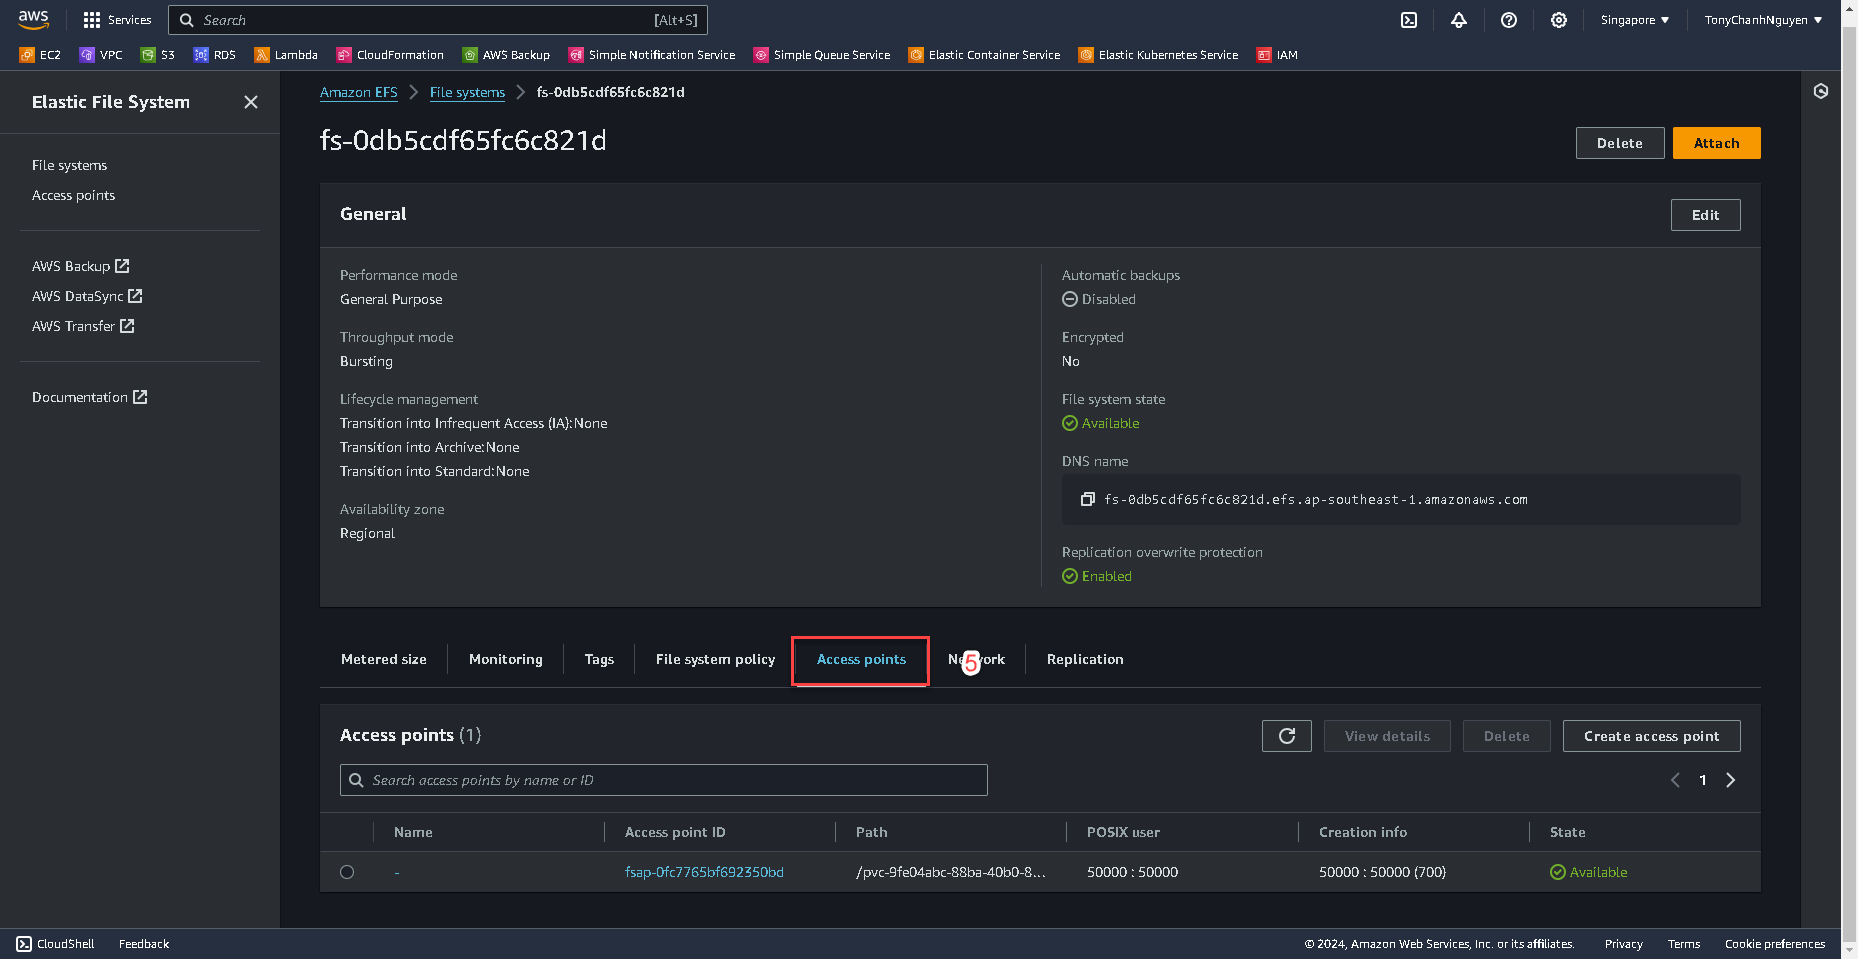 aws
Services
Search
[Alt+S]
Singapore
TonyChanhNguyen
EC2
VPC
S3
RDS
Lambda
CloudFormation
AWS Backup
Simple Notification Service
Simple Queue Service
Elastic Container Service
Elastic Kubernetes Service
IAM
Elastic File System
File systems
Access points
AWS Backup
AWS DataSync
AWS Transfer
Documentation
Amazon EFS
File systems
fs-0db5cdf65fc6c821d
fs-0db5cdf65fc6c821d
Delete
Attach
General
Edit
Performance mode
General Purpose
Throughput mode
Bursting
Lifecycle management
Transition into Infrequent Access (IA):None
Transition into Archive:None
Transition into Standard:None
Availability zone
Regional
Automatic backups
Disabled
Encrypted
No
File system state
Available
DNS name
fs-0db5cdf65fc6c821d.efs.ap-southeast-1.amazonaws.com
Replication overwrite protection
Enabled
Metered size
Monitoring
Tags
File system policy
Access points
5
Replication
Access points (1)
View details
Delete
Create access point
Search access points by name or ID
1
Name
Access point ID
Path
POSIX user
Creation info
State
-
fsap-0fc7765bf692350bd
/pvc-9fe04abc-88ba-40b0-8...
50000 : 50000
50000 : 50000 (700)
Available
CloudShell
Feedback
© 2024, Amazon Web Services, Inc. or its affiliates.
Privacy
Terms
Cookie preferences